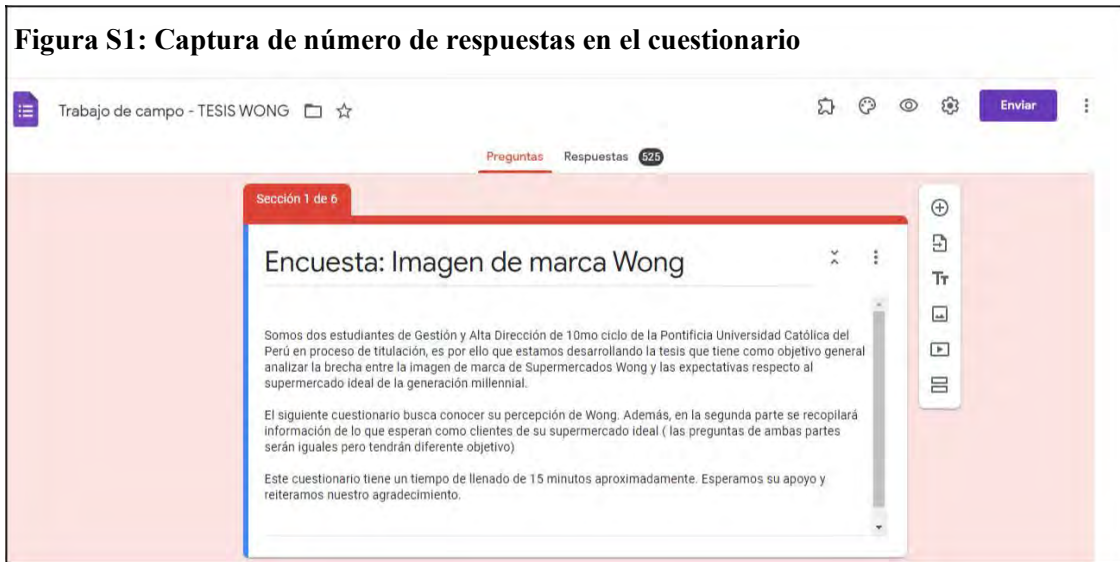 Figura S1: Captura de número de respuestas en el cuestionario
Trabajo de campo - TESIS WONG
Enviar
Preguntas Respuestas 525
Sección 1 de 6
Encuesta: Imagen de marca Wong
Somos dos estudiantes de Gestión y Alta Dirección de 10mo ciclo de la Pontificia Universidad Católica del
Perú en proceso de titulación, es por ello que estamos desarrollando la tesis que tiene como objetivo general
analizar la brecha entre la imagen de marca de Supermercados Wong y las expectativas respecto al
supermercado ideal de la generación millennial.
El siguiente cuestionario busca conocer su percepción de Wong. Además, en la segunda parte se recopilará
información de lo que esperan como clientes de su supermercado ideal ( las preguntas de ambas partes
serán iguales pero tendrán diferente objetivo)
Este cuestionario tiene un tiempo de llenado de 15 minutos aproximadamente. Esperamos su apoyo y
reiteramos nuestro agradecimiento.
Tт